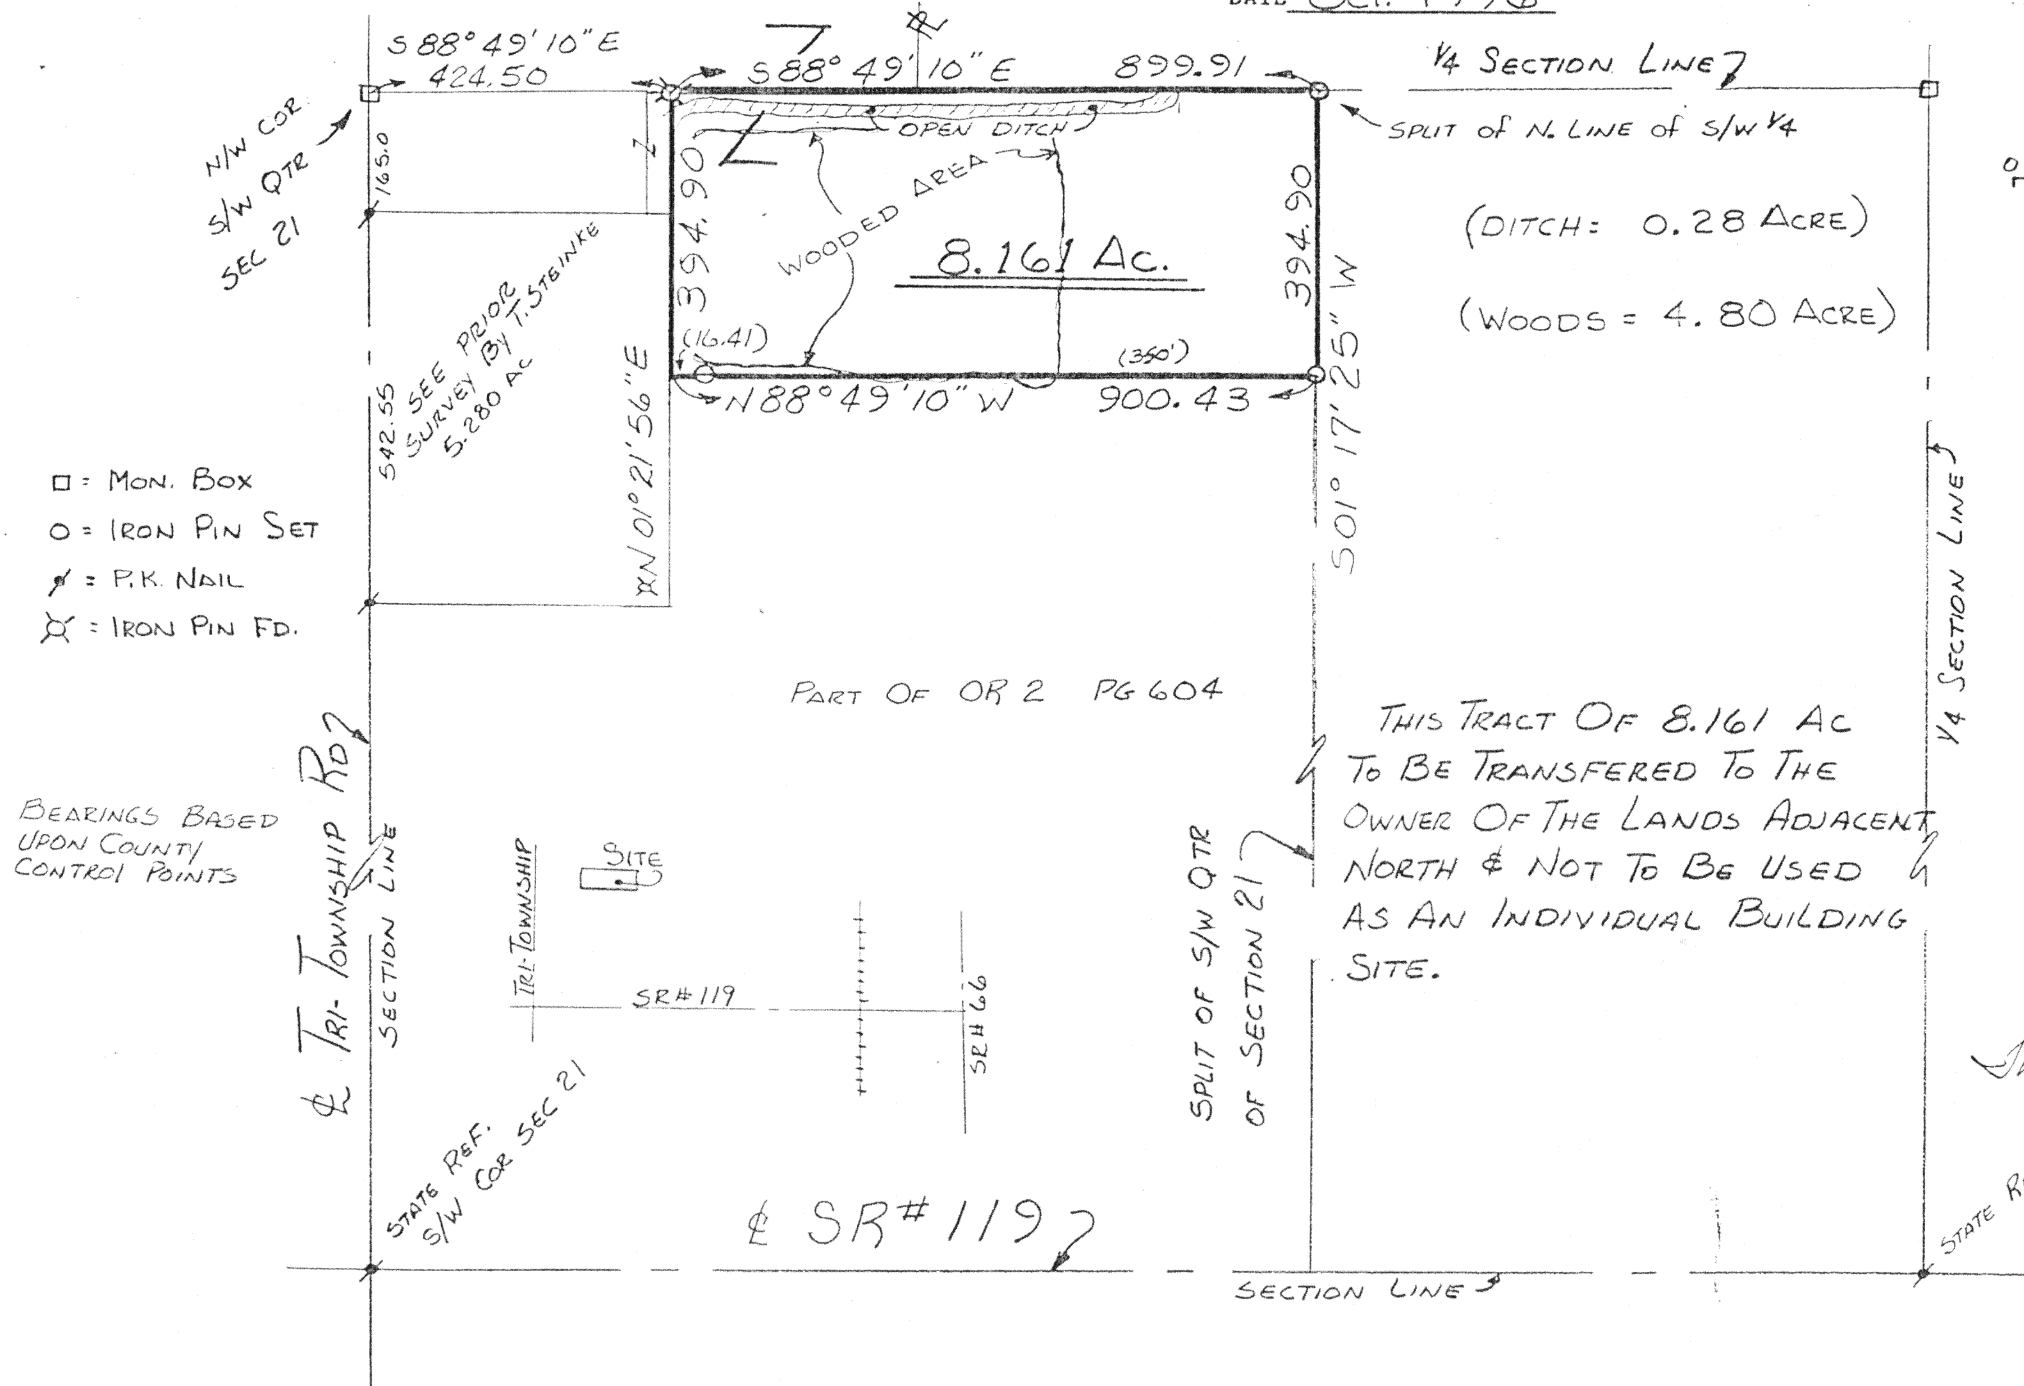 DATE Oct. 1998
S 88° 49' 10" E
424.50
S 88° 49' 10" E 899.91
1/4 SECTION LINE
N/W COR
S/W QTR
SEC 21
165.0
OPEN DITCH
SPLIT of N. LINE of S/W 1/4
394.90
WOODED AREA
8.161 Ac.
394.90
(DITCH = 0.28 ACRE)
(WOODS = 4.80 ACRE)
SEE PRIOR
SURVEY BY T. STEINKE
5.280 AC
542.55
(16.41)
(350')
N 88° 49' 10" W 900.43
N 01° 21' 56" E
S 01° 17' 25" W
□ = MON. BOX
O = IRON PIN SET
= P.K. NAIL
= IRON PIN FD.
1/4 SECTION LINE
PART OF OR 2 PG 604
THIS TRACT OF 8.161 AC
TO BE TRANSFERED TO THE
OWNER OF THE LANDS ADJACENT
NORTH & NOT TO BE USED
AS AN INDIVIDUAL BUILDING
SITE.
BEARINGS BASED
UPON COUNTY
CONTROL POINTS
℄ TRI-TOWNSHIP RD
SECTION LINE
TRI-TOWNSHIP
SITE
SR#119
SR#66
SPLIT OF S/W QTR
OF SECTION 21
STATE REF.
S/W COR SEC 21
℄ SR#119
SECTION LINE
STATE R